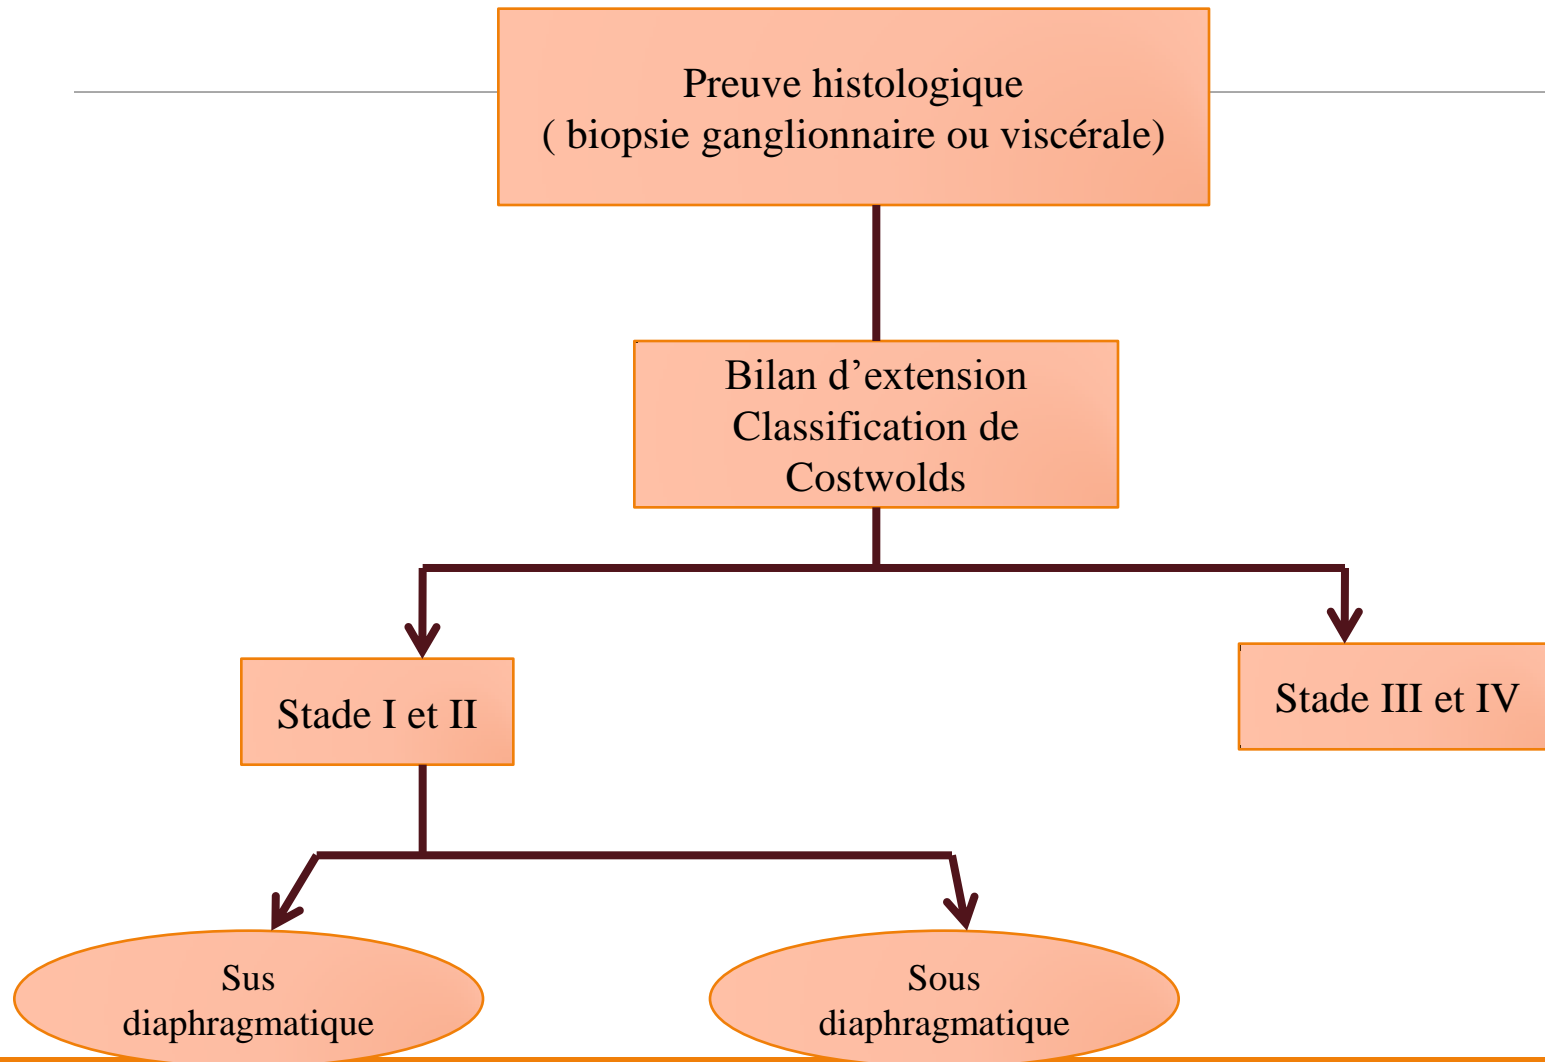 Preuve histologique
( biopsie ganglionnaire ou viscérale)
Bilan d’extension
Classification de
Costwolds
Stade I et II
Stade III et IV
Sus
diaphragmatique
Sous
diaphragmatique